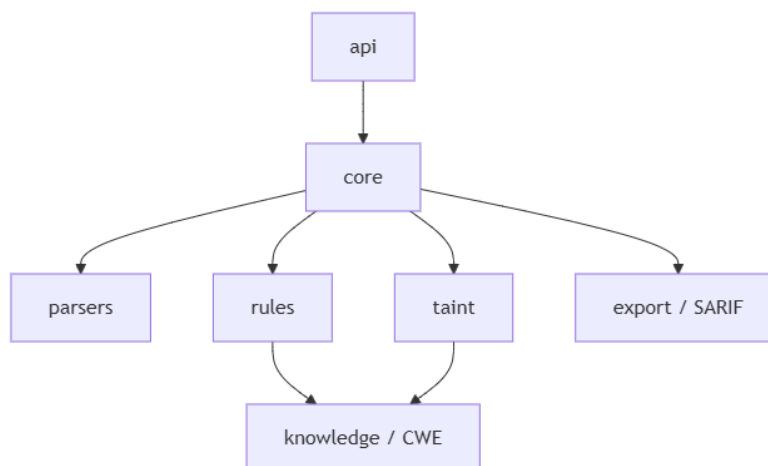 api
core
parsers
rules
taint
export / SARIF
knowledge / CWE